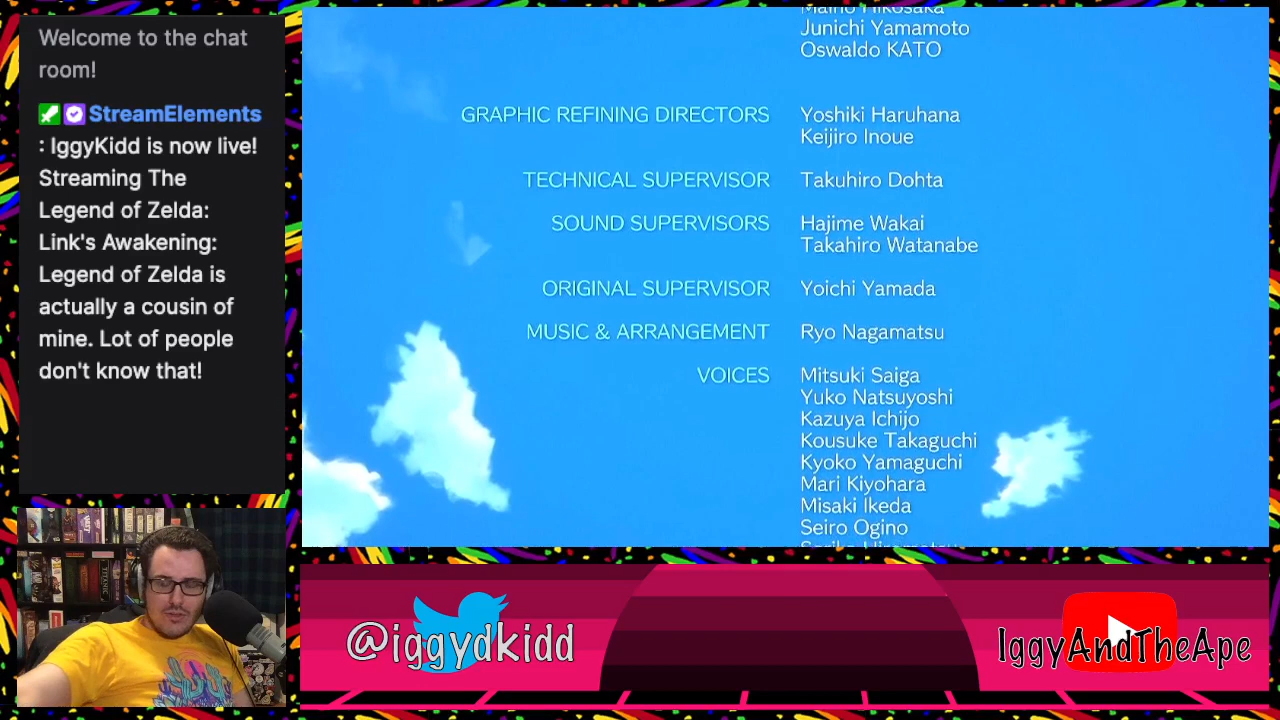 Welcome to the chat
room!
StreamElements
: IggyKidd is now live!
Streaming The
Legend of Zelda:
Link's Awakening:
Legend of Zelda is
actually a cousin of
mine. Lot of people
don't know that!
Junichi Yamamoto
Oswaldo KATO
GRAPHIC REFINING DIRECTORS Yoshiki Haruhana
Keijiro Inoue
TECHNICAL SUPERVISOR Takuhiro Dohta
SOUND SUPERVISORS Hajime Wakai
Takahiro Watanabe
ORIGINAL SUPERVISOR Yoichi Yamada
MUSIC & ARRANGEMENT Ryo Nagamatsu
VOICES Mitsuki Saiga
Yuko Natsuyoshi
Kazuya Ichijo
Kousuke Takaguchi
Kyoko Yamaguchi
Mari Kiyohara
Misaki Ikeda
Seiro Ogino
@iggydkidd
IggyAndTheApe